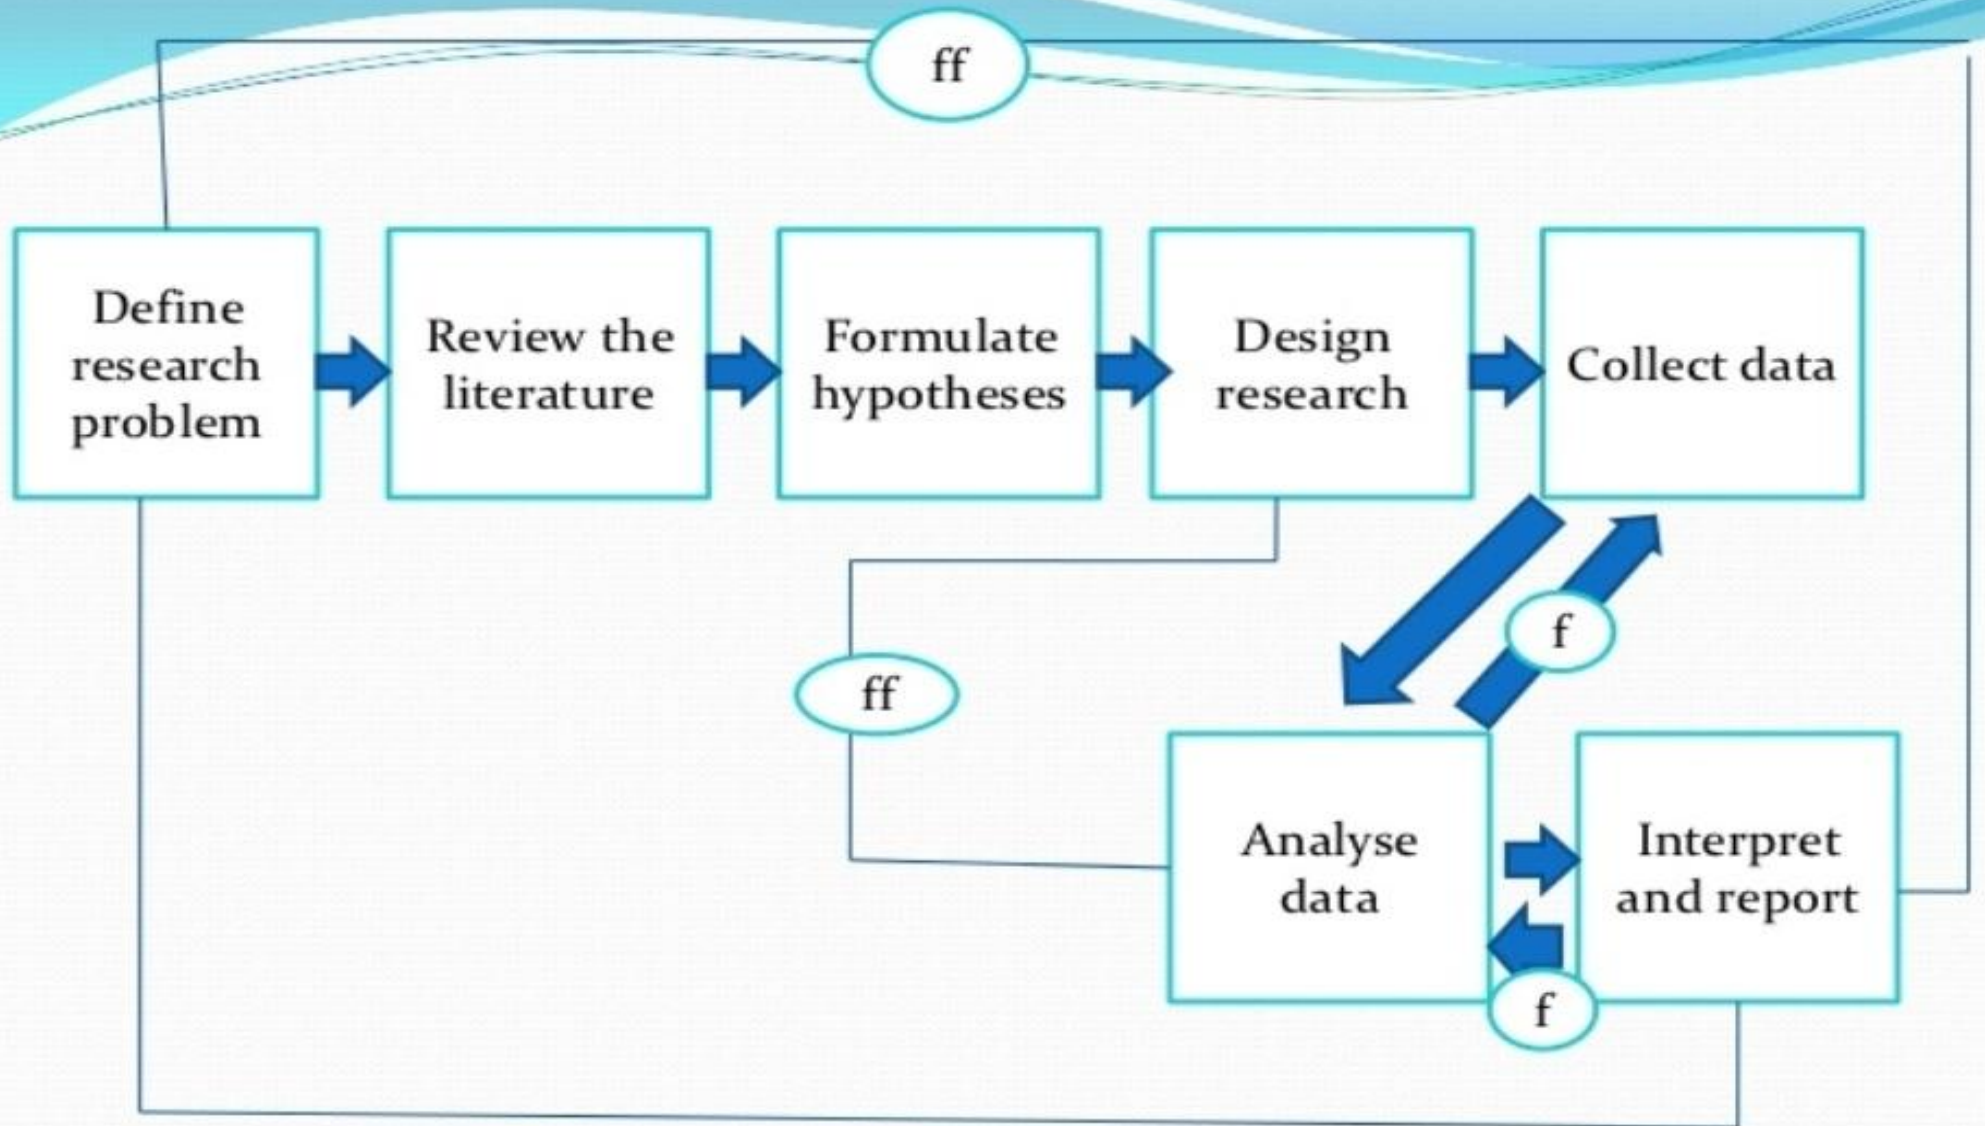 ff
Define
research
problem
Review the
literature
Formulate
hypotheses
Design
research
Collect data
f
ff
Analyse
data
Interpret
and report
f